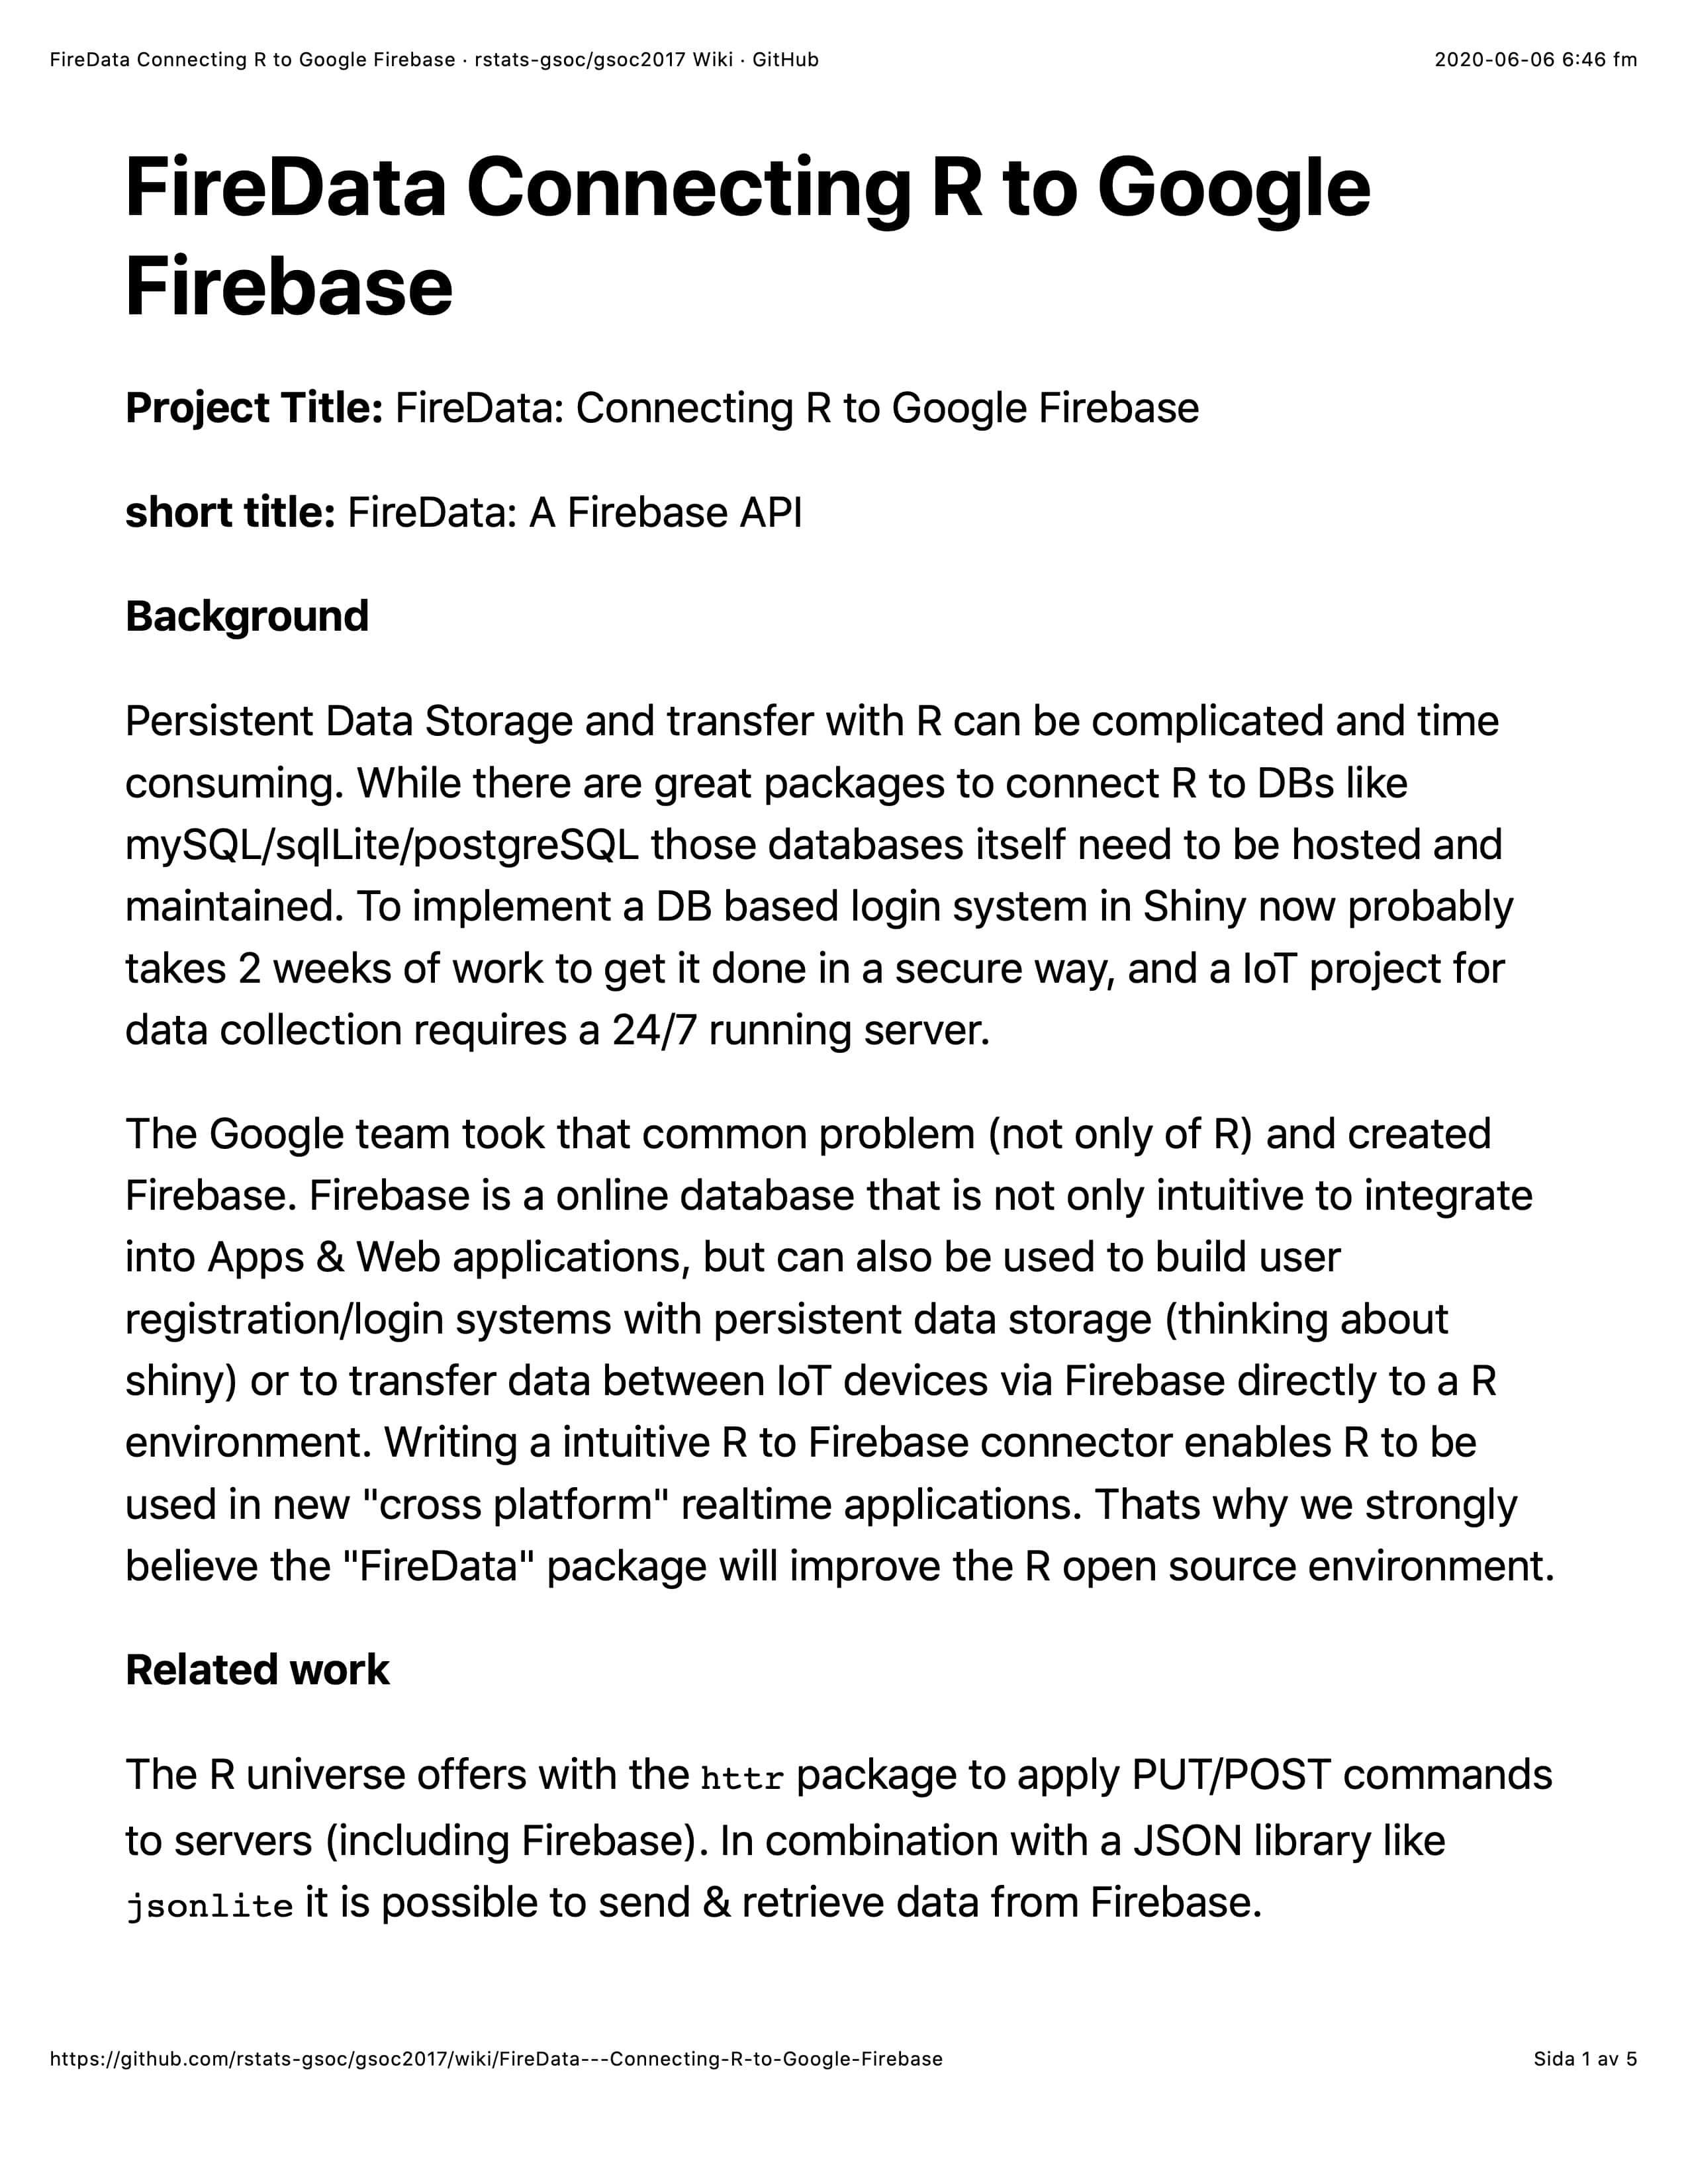 FireData Connecting R to Google Firebase · rstats-gsoc/gsoc2017 Wiki · GitHub
2020-06-06 6:46 fm
FireData Connecting R to Google
Firebase
Project Title: FireData: Connecting R to Google Firebase
short title: FireData: A Firebase API
Background
Persistent Data Storage and transfer with R can be complicated and time
consuming. While there are great packages to connect R to DBs like
mySQL/sqlLite/postgreSQL those databases itself need to be hosted and
maintained. To implement a DB based login system in Shiny now probably
takes 2 weeks of work to get it done in a secure way, and a IoT project for
data collection requires a 24/7 running server.
The Google team took that common problem (not only of R) and created
Firebase. Firebase is a online database that is not only intuitive to integrate
into Apps & Web applications, but can also be used to build user
registration/login systems with persistent data storage (thinking about
shiny) or to transfer data between IoT devices via Firebase directly to a R
environment. Writing a intuitive R to Firebase connector enables R to be
used in new "cross platform" realtime applications. Thats why we strongly
believe the "FireData" package will improve the R open source environment.
Related work
The R universe offers with the httr package to apply PUT/POST commands
to servers (including Firebase). In combination with a JSON library like
jsonlite it is possible to send & retrieve data from Firebase.
https://github.com/rstats-gsoc/gsoc2017/wiki/FireData---Connecting-R-to-Google-Firebase
Sida 1 av 5